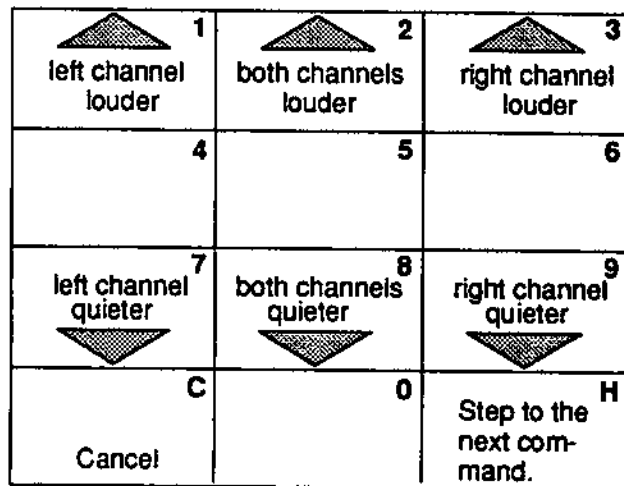 1
left channel
louder
2
both channels
louder
3
right channel
louder
4
5
6
7
left channel
quieter
8
both channels
quieter
9
right channel
quieter
C
Cancel
0
H
Step to the
next com-
mand.